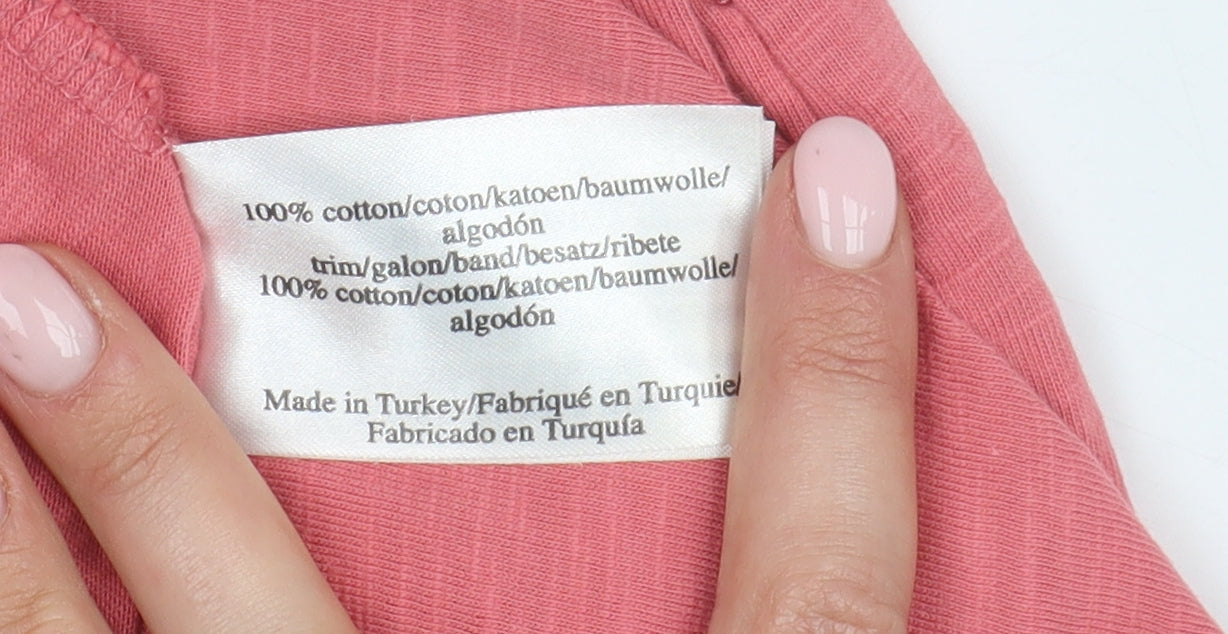 100% cotton/coton/katoen/baumwolle/
algodón
trim/galon/band/besatz/ribete
100% cotton/coton/katoen/baumwolle/
algodón
Made in Turkey/Fabriqué en Turquie/
Fabricado en Turquía